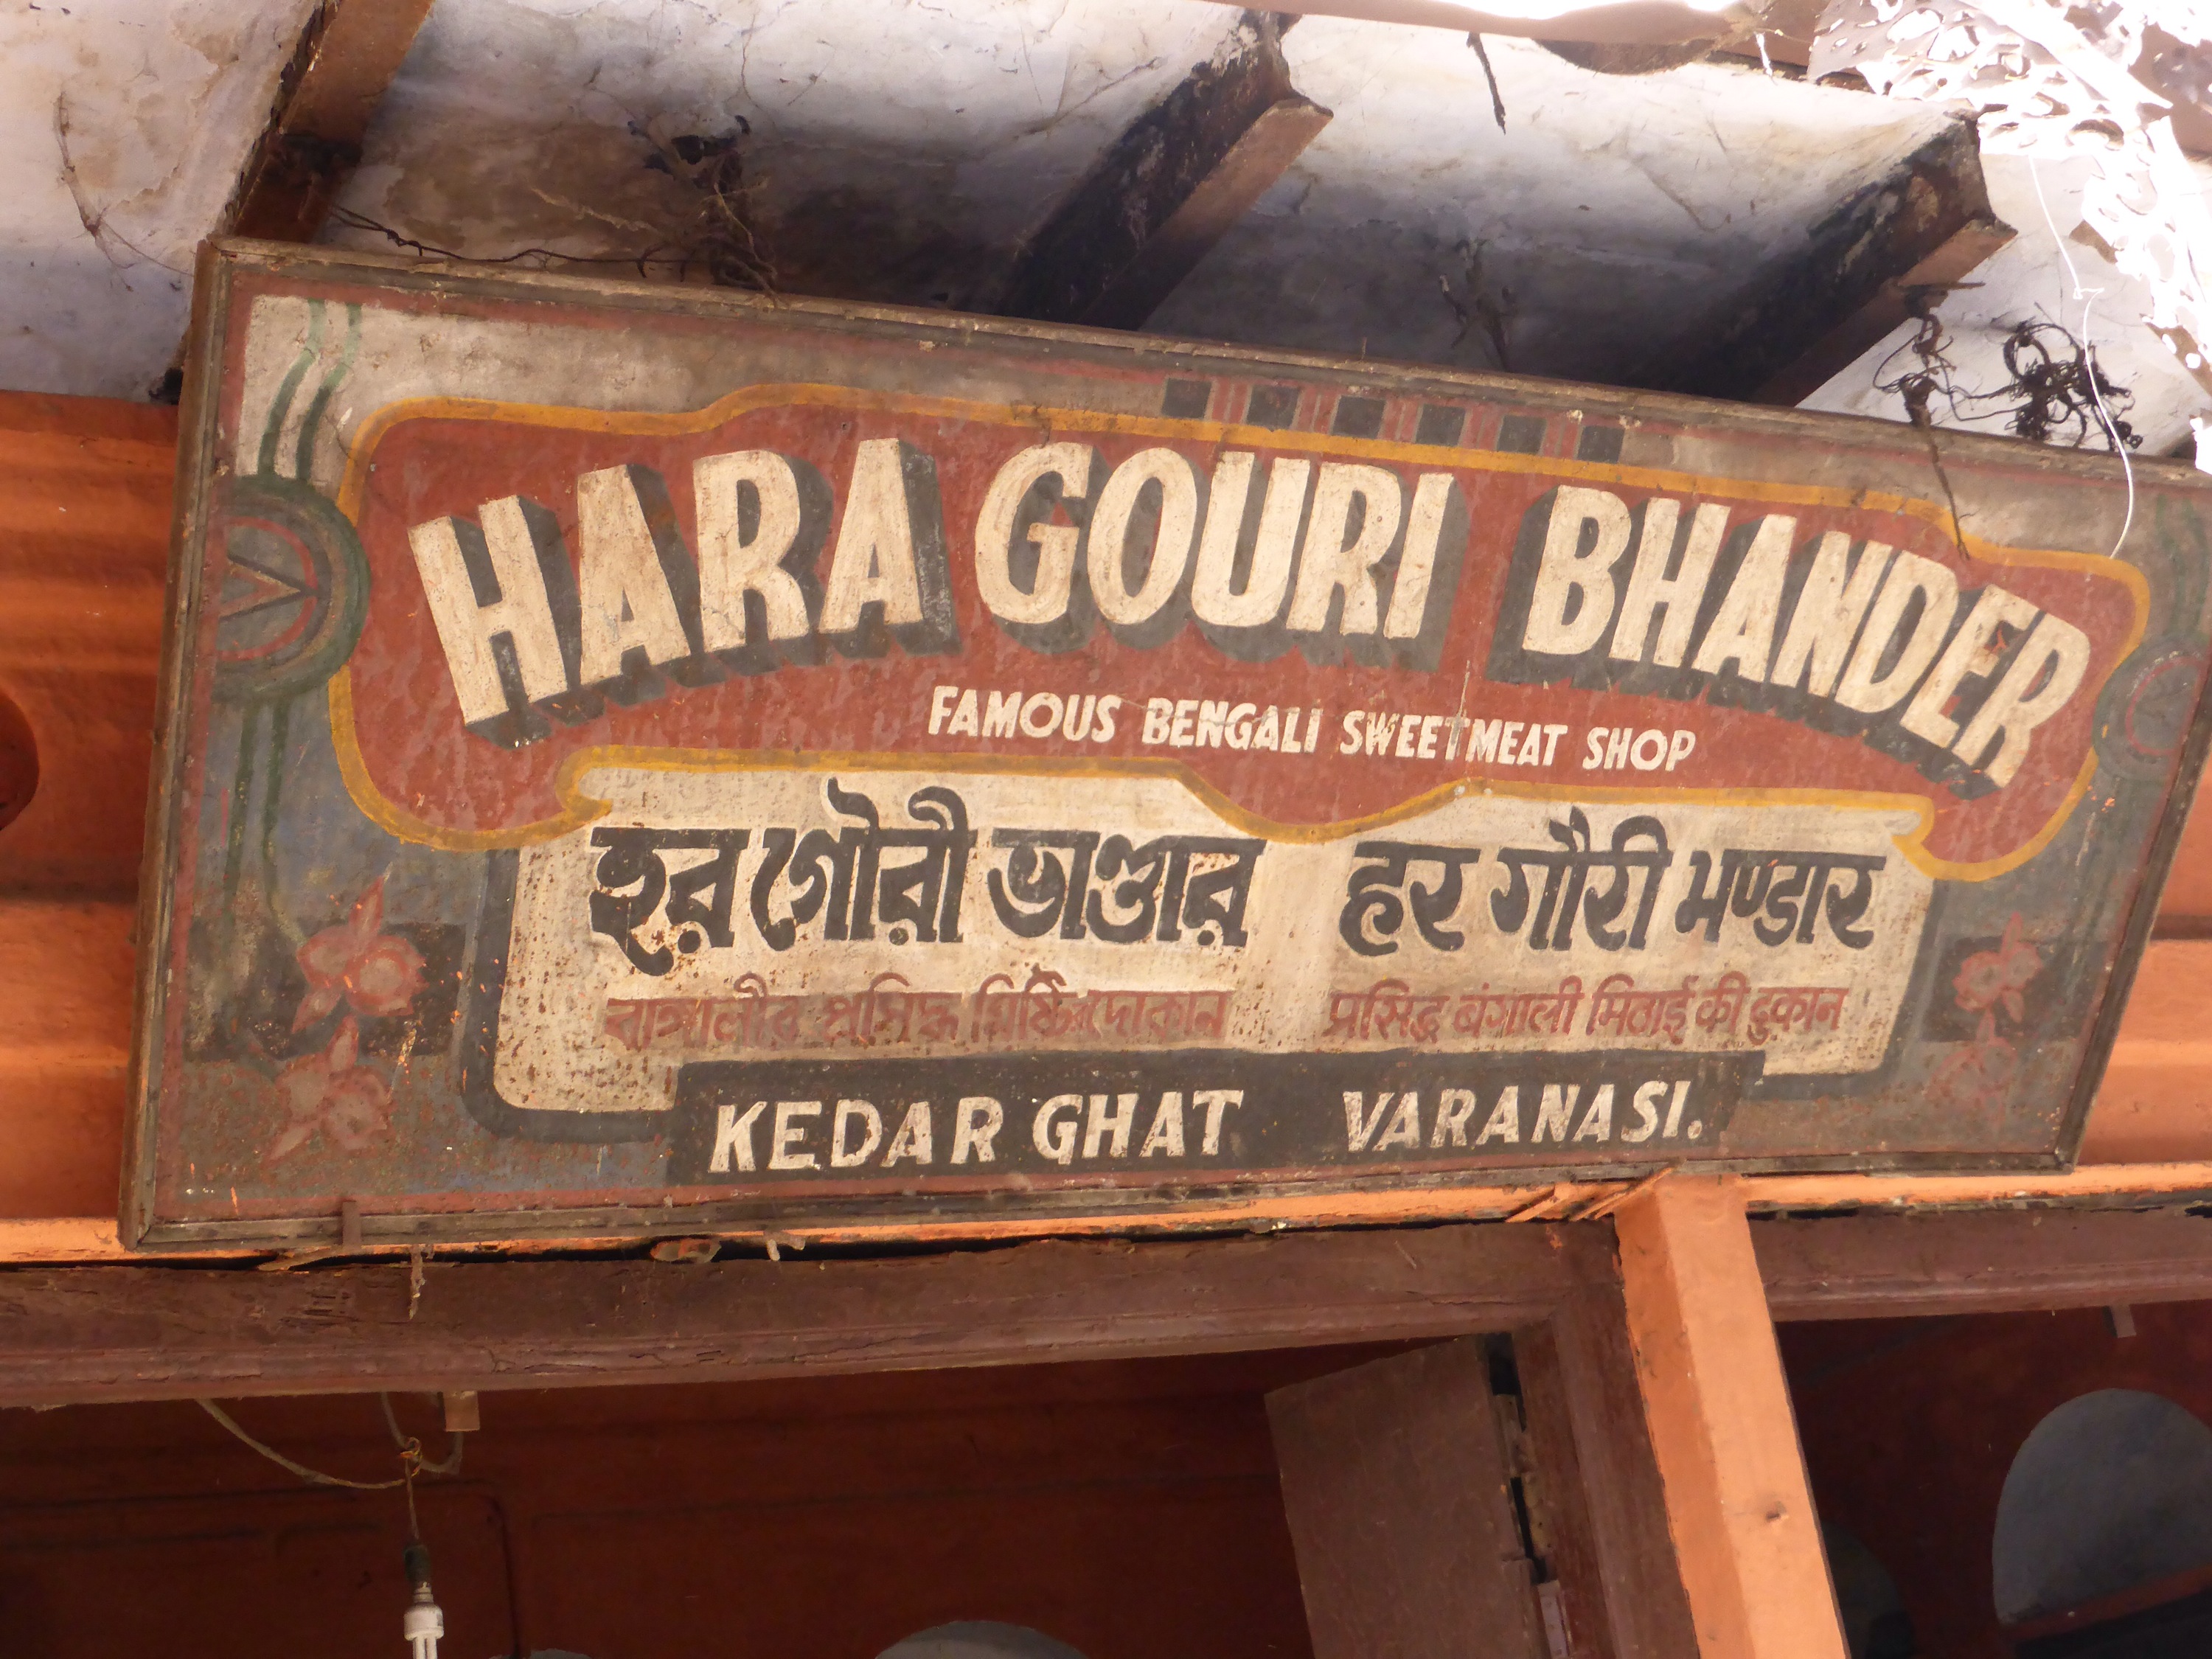 HARA GOURI BHANDER
FAMOUS BENGALI SWEETMEAT SHOP
হর গৌরী ভাণ্ডার
हर गौरी भण्डार
বাঙ্গালীর প্রসিদ্ধ মিষ্টির দোকান
प्रसिद्ध बंगाली मिठाई की दुकान
KEDAR GHAT VARANASI.